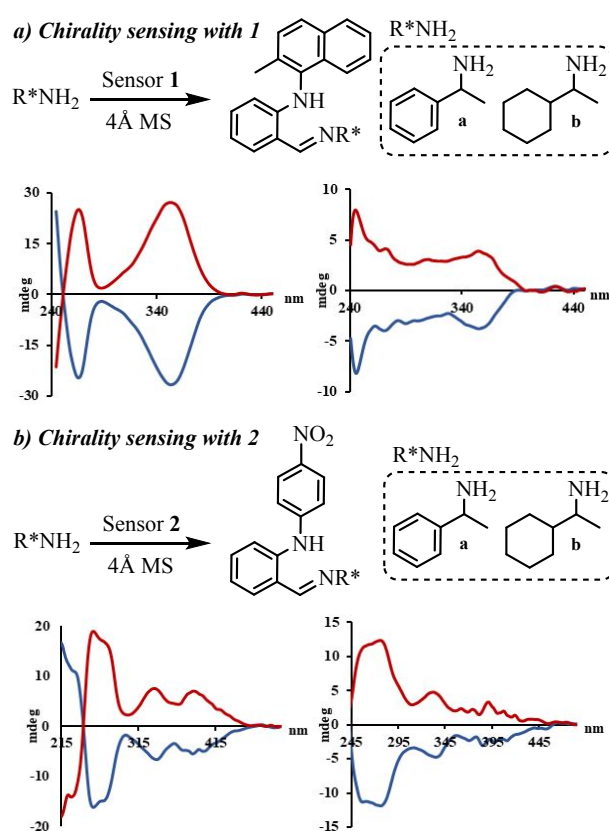 a) Chirality sensing with 1
R*NH2
Sensor 1
4Å MS
R*NH2
NH
NR*
NH2
a
NH2
b
30
15
0
-15
-30
mdeg
240
340
440
nm
10
5
0
-5
-10
mdeg
240
340
440
nm
b) Chirality sensing with 2
R*NH2
Sensor 2
4Å MS
NO2
NH
NR*
R*NH2
NH2
a
NH2
b
20
10
0
-10
-20
mdeg
215
315
415
nm
15
10
5
0
-5
-10
-15
mdeg
245
295
345
395
445
nm